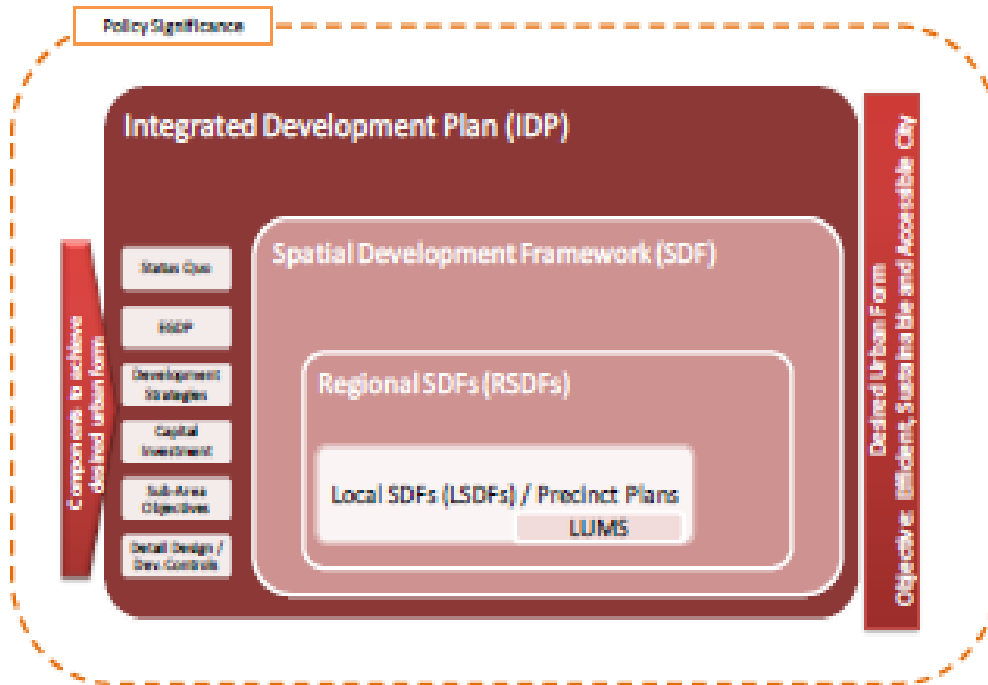 Policy Significance
Integrated Development Plan (IDP)
Spatial Development Framework (SDF)
Regional SDFs (RSDFs)
Local SDFs (LSDFs) / Precinct Plans
LUMS
Components to achieve
desired urban form
Status Quo
Development
Strategies
Capital
Investment
Sub-Area
Objectives
Detail Design /
Dev Controls
Desired Urban Form
Objective: Efficient, Sustainable and Accessible City